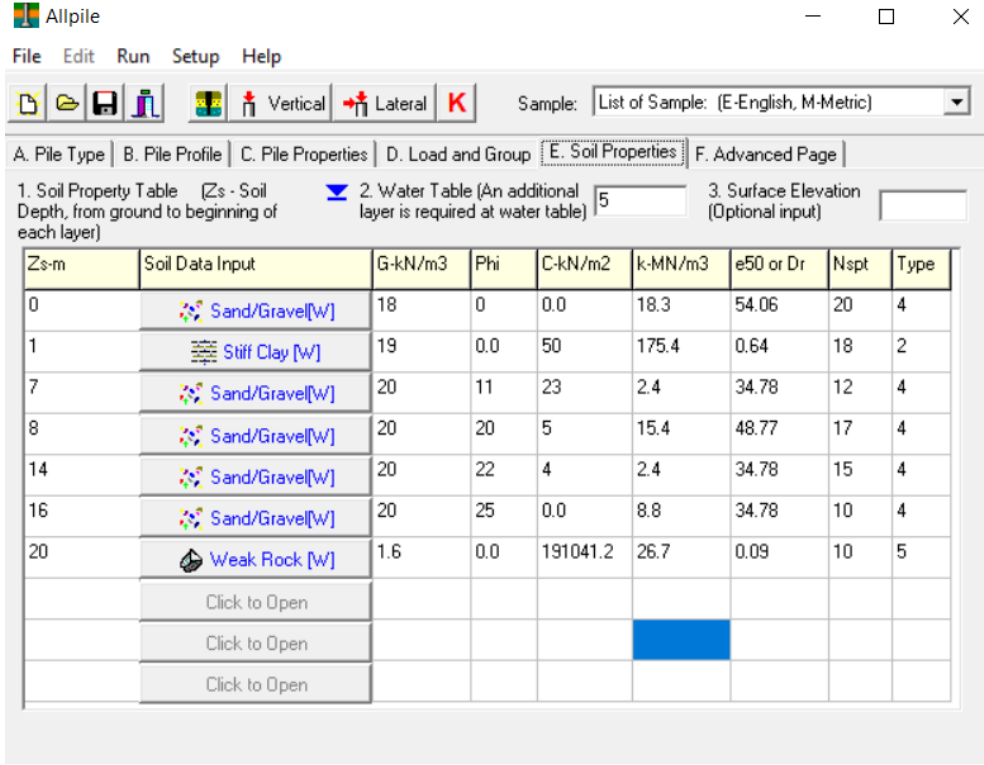 Allpile
File Edit Run Setup Help
Vertical Lateral K Sample: List of Sample: (E-English, M-Metric)
A. Pile Type B. Pile Profile C. Pile Properties D. Load and Group E. Soil Properties F. Advanced Page
1. Soil Property Table (Zs - Soil Depth, from ground to beginning of each layer)
2. Water Table (An additional layer is required at water table) 5
3. Surface Elevation (Optional input)
Zs-m Soil Data Input G-kN/m3 Phi C-kN/m2 k-MN/m3 e50 or Dr Nspt Type
0 Sand/Gravel[W] 18 0 0.0 18.3 54.06 20 4
1 Stiff Clay [W] 19 0.0 50 175.4 0.64 18 2
7 Sand/Gravel[W] 20 11 23 2.4 34.78 12 4
8 Sand/Gravel[W] 20 20 5 15.4 48.77 17 4
14 Sand/Gravel[W] 20 22 4 2.4 34.78 15 4
16 Sand/Gravel[W] 20 25 0.0 8.8 34.78 10 4
20 Weak Rock [W] 1.6 0.0 191041.2 26.7 0.09 10 5
Click to Open
Click to Open
Click to Open